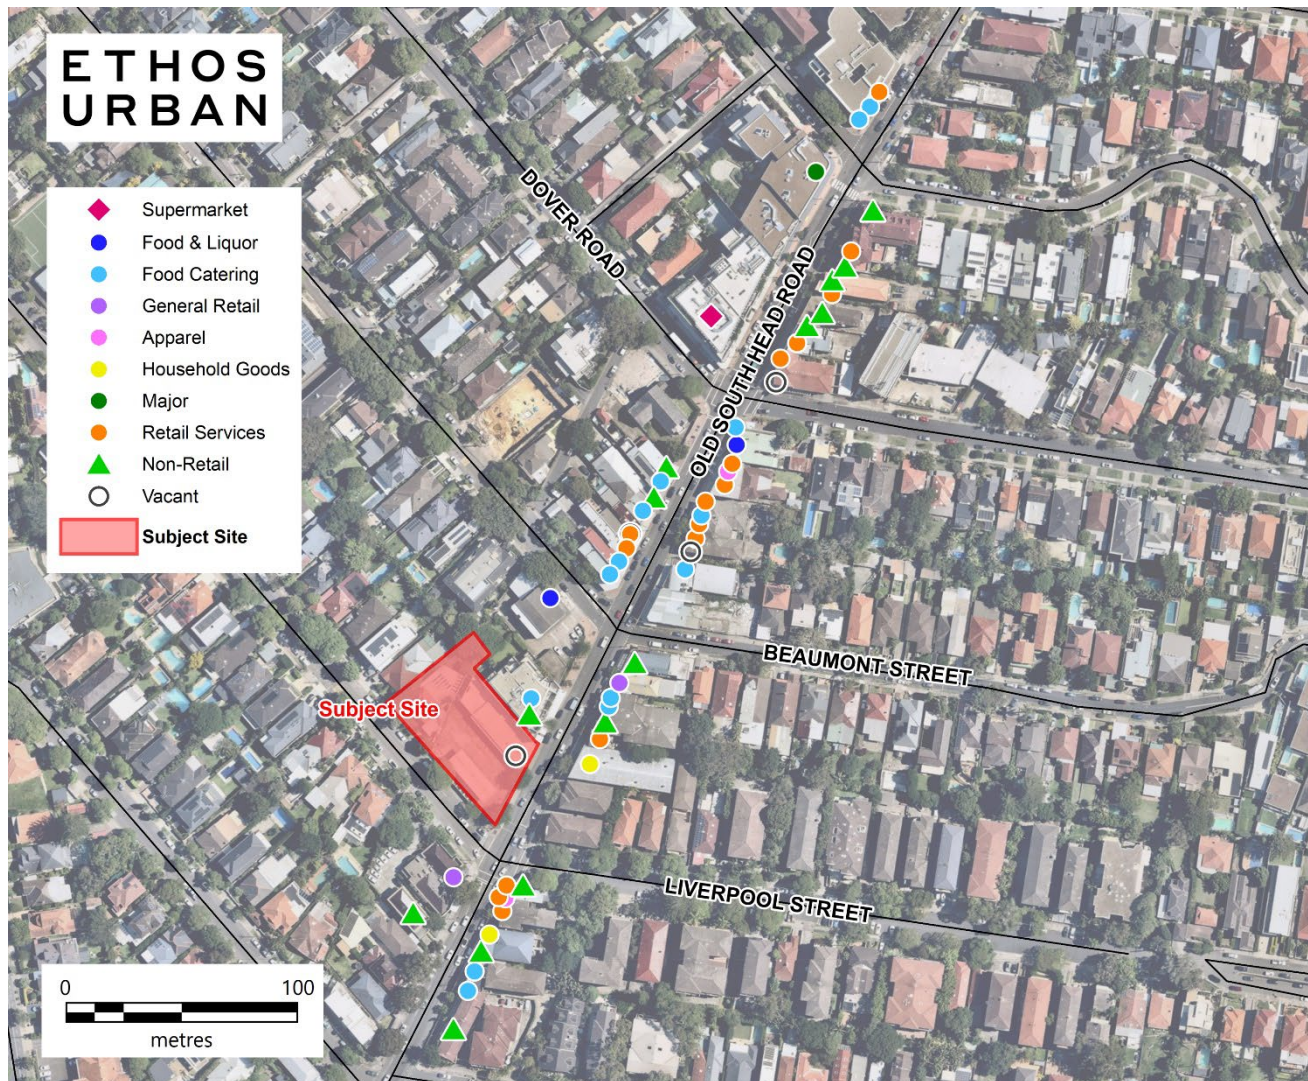 ETHOS
URBAN
Supermarket
Food & Liquor
Food Catering
General Retail
Apparel
Household Goods
Major
Retail Services
Non-Retail
Vacant
Subject Site
DOVER ROAD
OLD SOUTH HEAD ROAD
BEAUMONT STREET
Subject Site
LIVERPOOL STREET
0 100
metres